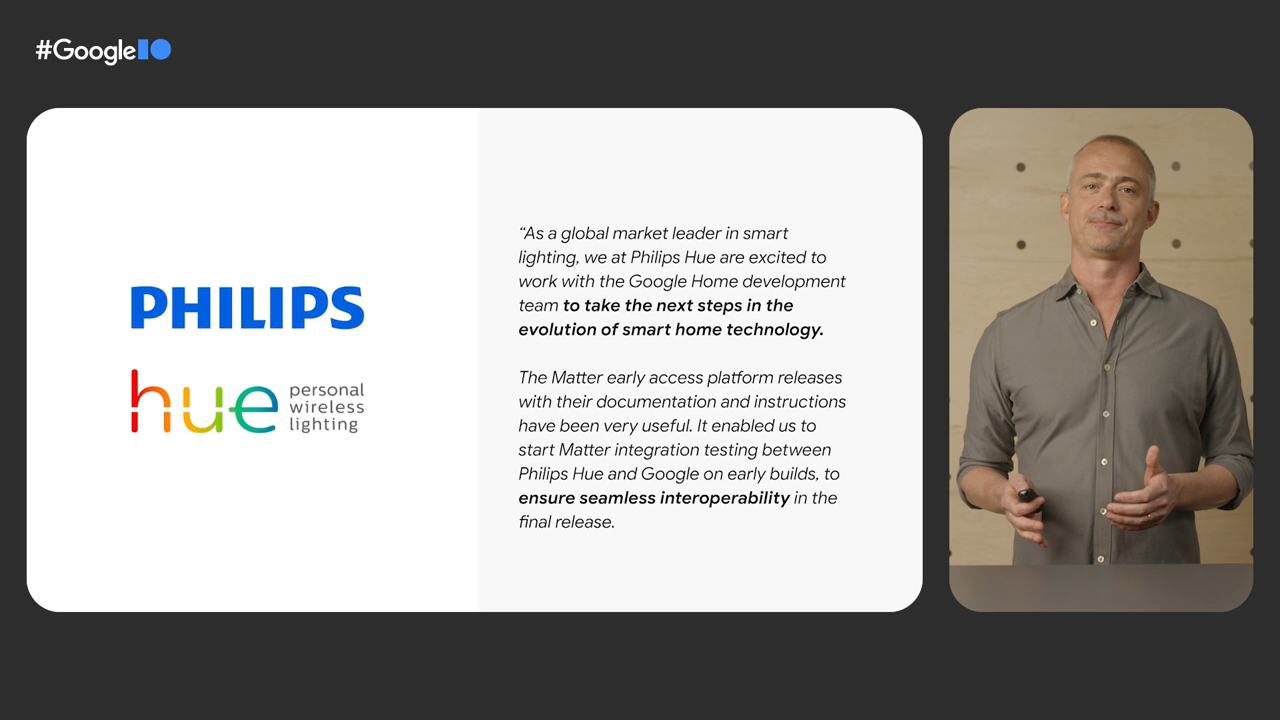 #GoogleIO
PHILIPS
hue personal
wireless
lighting
“As a global market leader in smart
lighting, we at Philips Hue are excited to
work with the Google Home development
team to take the next steps in the
evolution of smart home technology.
The Matter early access platform releases
with their documentation and instructions
have been very useful. It enabled us to
start Matter integration testing between
Philips Hue and Google on early builds, to
ensure seamless interoperability in the
final release.